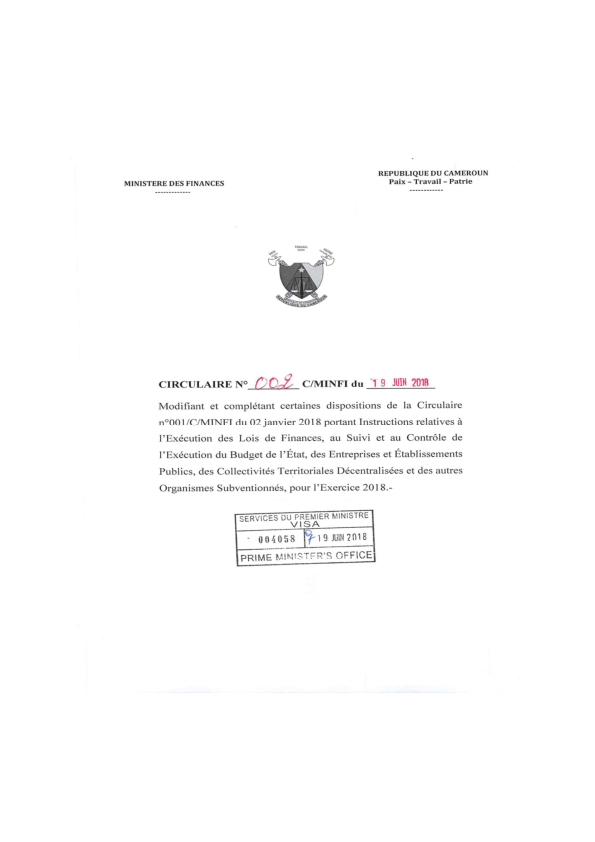 MINISTERE DES FINANCES
-------------
REPUBLIQUE DU CAMEROUN
Paix – Travail – Patrie
------------
REPUBLIQUE DU CAMEROUN
CIRCULAIRE N° 002 C/MINFI du 19 JUIN 2018
Modifiant et complétant certaines dispositions de la Circulaire
n°001/C/MINFI du 02 janvier 2018 portant Instructions relatives à
l'Exécution des Lois de Finances, au Suivi et au Contrôle de
l'Exécution du Budget de l'État, des Entreprises et Établissements
Publics, des Collectivités Territoriales Décentralisées et des autres
Organismes Subventionnés, pour l'Exercice 2018.-
SERVICES DU PREMIER MINISTRE
VISA
004058 19 JUIN 2018
PRIME MINISTER'S OFFICE